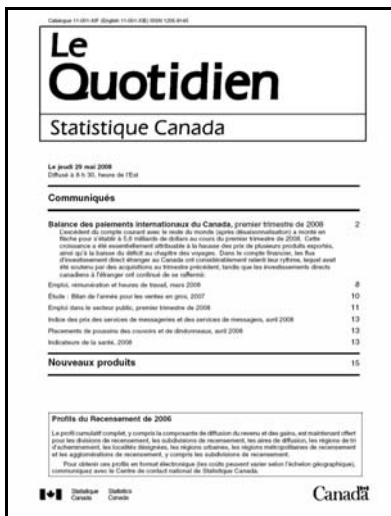 Catalogue 11-001-XIF (English 11-001-XIE) ISSN 1205-9145
Le
Quotidien
Statistique Canada
Le jeudi 29 mai 2008
Diffusé à 8 h 30, heure de l'Est
Communiqués
Balance des paiements internationaux du Canada, premier trimestre de 2008 2
L'excédent du compte courant avec le reste du monde (après désaisonnalisation) a monté en
flèche pour s'établir à 5,6 milliards de dollars au cours du premier trimestre de 2008. Cette
croissance a été essentiellement attribuable à la hausse des prix de plusieurs produits exportés,
ainsi qu'à la baisse du déficit au chapitre des voyages. Dans le compte financier, les flux
d'investissement direct étranger au Canada ont considérablement ralenti leur rythme, lequel avait
été soutenu par des acquisitions au trimestre précédent, tandis que les investissements directs
canadiens à l'étranger ont continué de se raffermir.
Emploi, rémunération et heures de travail, mars 2008 8
Étude : Bilan de l'année pour les ventes en gros, 2007 10
Emploi dans le secteur public, premier trimestre de 2008 11
Indice des prix des services de messageries et des services de messagers, avril 2008 13
Placements de poussins des couvoirs et de dindonneaux, avril 2008 13
Indicateurs de la santé, 2008 13
Nouveaux produits 15
Profils du Recensement de 2006
Le profil cumulatif complet, y compris la composante de diffusion du revenu et des gains, est maintenant offert
pour les divisions de recensement, les subdivisions de recensement, les aires de diffusion, les régions de tri
d'acheminement, les localités désignées, les régions urbaines, les régions métropolitaines de recensement
et les agglomérations de recensement, y compris les subdivisions de recensement.
Pour obtenir ces profils en format électronique (les coûts peuvent varier selon l'échelon géographique),
communiquez avec le Centre de contact national de Statistique Canada.
Statistique Statistics
Canada Canada
Canada